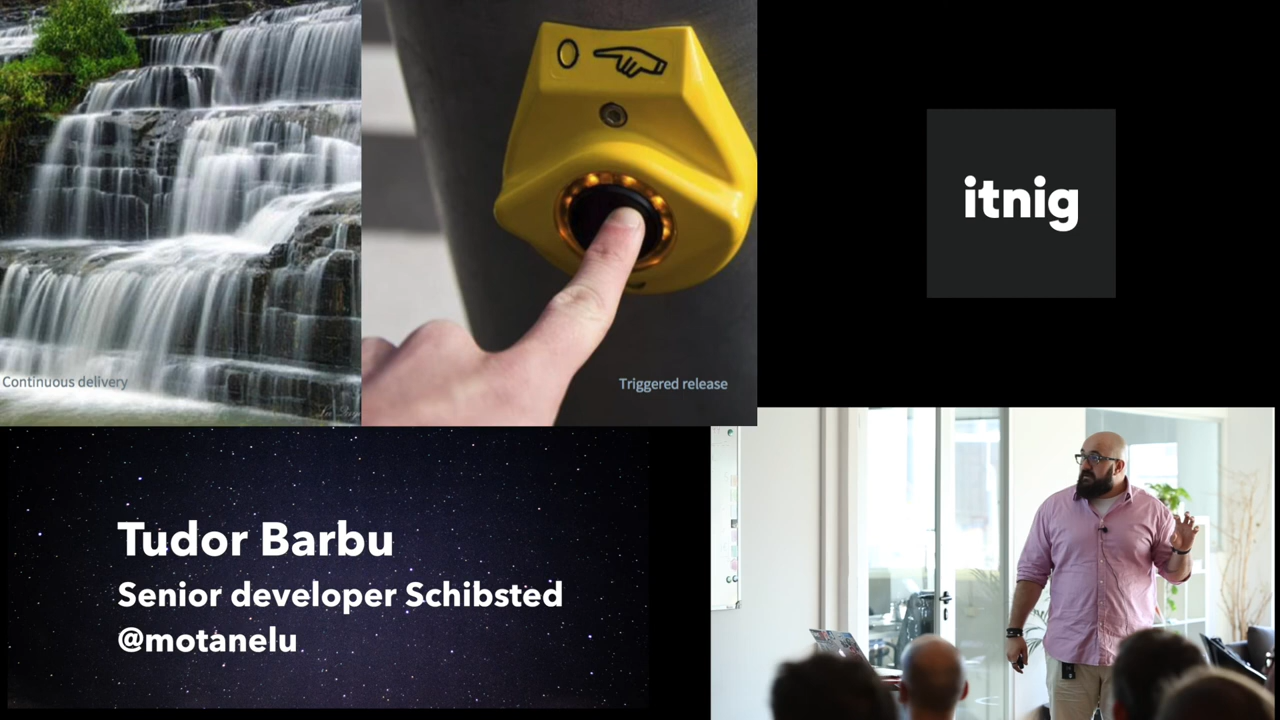 itnig
Continuous delivery
Triggered release
Tudor Barbu
Senior developer Schibsted
@motanelu